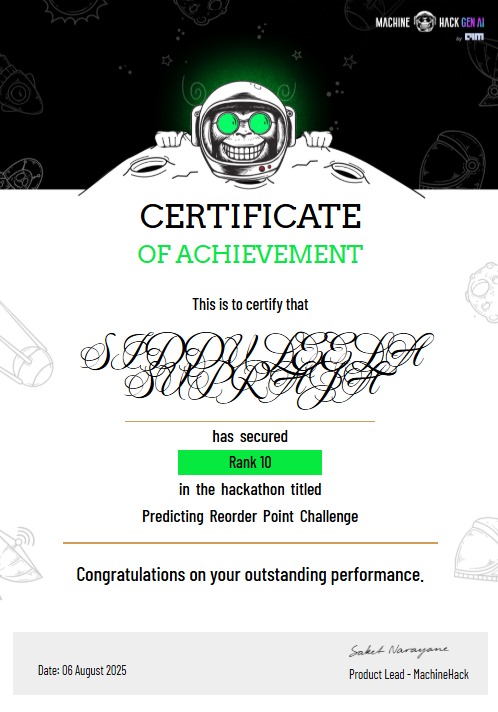 MACHINE HACK GEN AI
by AIM
CERTIFICATE
OF ACHIEVEMENT
This is to certify that
SIDDU LEELA
SUPRAJA
has secured
Rank 10
in the hackathon titled
Predicting Reorder Point Challenge
Congratulations on your outstanding performance.
Saket Narayane
Date: 06 August 2025
Product Lead - MachineHack